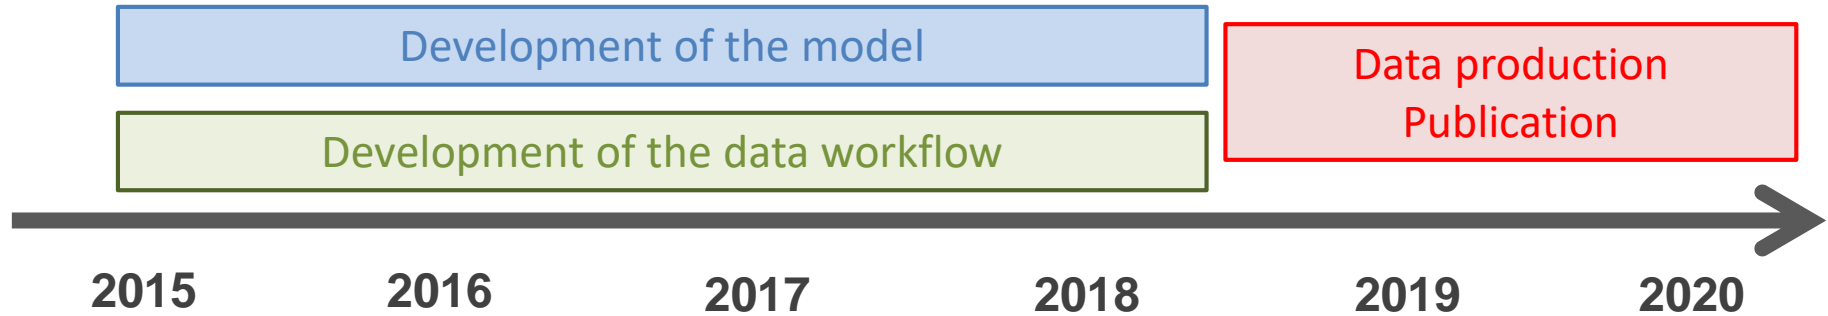 Development of the model
Data production
Publication
Development of the data workflow
2015 2016 2017 2018 2019 2020